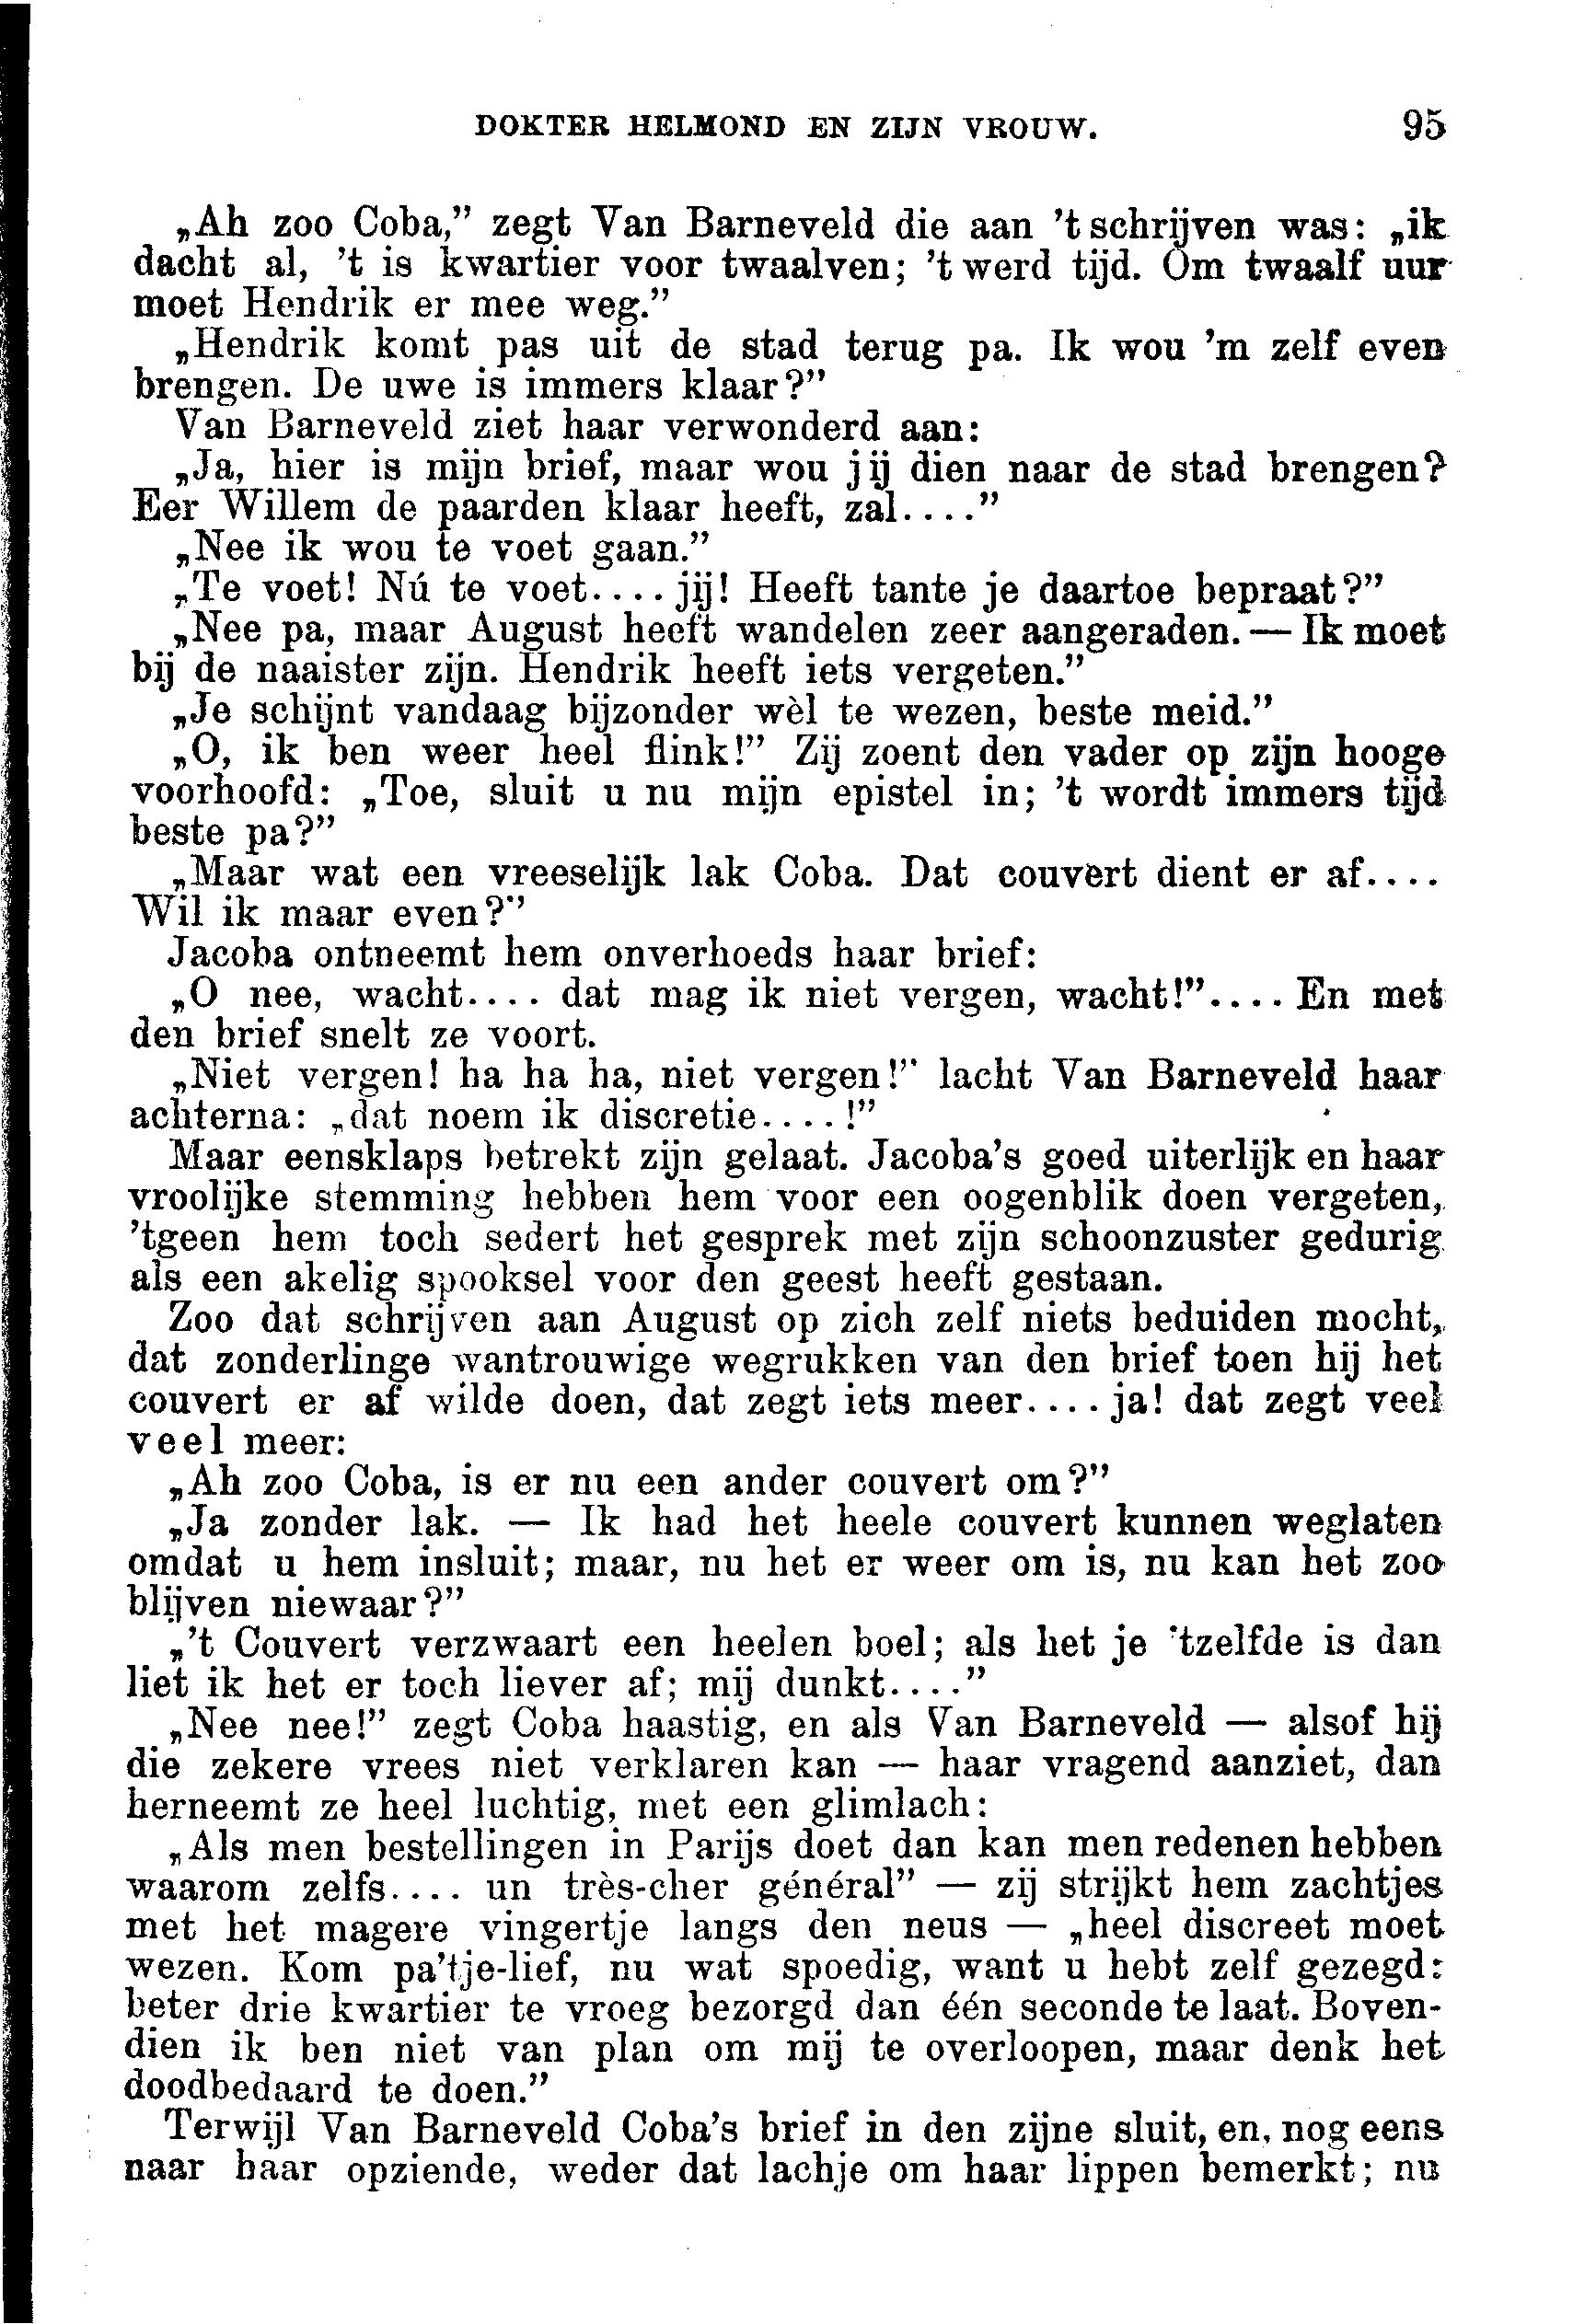 DOKTER HELMOND EN ZIJN VROUW. 95
„Ah zoo Coba,” zegt Van Barneveld die aan 't schrijven was: „ik
dacht al, 't is kwartier voor twaalven; 't werd tijd. Om twaalf uur
moet Hendrik er mee weg.”
„Hendrik komt pas uit de stad terug pa. Ik wou 'm zelf even
brengen. De uwe is immers klaar?”
Van Barneveld ziet haar verwonderd aan:
„Ja, hier is mijn brief, maar wou jij dien naar de stad brengen?
Eer Willem de paarden klaar heeft, zal....”
„Nee ik wou te voet gaan.”
„Te voet! Nú te voet.... jij! Heeft tante je daartoe bepraat?”
„Nee pa, maar August heeft wandelen zeer aangeraden. — Ik moet
bij de naaister zijn. Hendrik heeft iets vergeten.”
„Je schijnt vandaag bijzonder wèl te wezen, beste meid.”
„O, ik ben weer heel flink!” Zij zoent den vader op zijn hooge
voorhoofd: „Toe, sluit u nu mijn epistel in; 't wordt immers tijd
beste pa?”
„Maar wat een vreeselijk lak Coba. Dat couvert dient er af....
Wil ik maar even?”
Jacoba ontneemt hem onverhoeds haar brief:
„O nee, wacht.... dat mag ik niet vergen, wacht!”.... En met
den brief snelt ze voort.
„Niet vergen! ha ha ha, niet vergen!” lacht Van Barneveld haar
achterna: „dat noem ik discretie....!”
Maar eensklaps betrekt zijn gelaat. Jacoba's goed uiterlijk en haar
vroolijke stemming hebben hem voor een oogenblik doen vergeten,
'tgeen hem toch sedert het gesprek met zijn schoonzuster gedurig
als een akelig spooksel voor den geest heeft gestaan.
Zoo dat schrijven aan August op zich zelf niets beduiden mocht,
dat zonderlinge wantrouwige wegrukken van den brief toen hij het
couvert er af wilde doen, dat zegt iets meer.... ja! dat zegt veel
veel meer:
„Ah zoo Coba, is er nu een ander couvert om?”
„Ja zonder lak. — Ik had het heele couvert kunnen weglaten
omdat u hem insluit; maar, nu het er weer om is, nu kan het zoo
blijven niewaar?”
„'t Couvert verzwaart een heelen boel; als het je 'tzelfde is dan
liet ik het er toch liever af; mij dunkt....”
„Nee nee!” zegt Coba haastig, en als Van Barneveld — alsof hij
die zekere vrees niet verklaren kan — haar vragend aanziet, dan
herneemt ze heel luchtig, met een glimlach:
„Als men bestellingen in Parijs doet dan kan men redenen hebben
waarom zelfs.... un très-cher général” — zij strijkt hem zachtjes
met het magere vingertje langs den neus — „heel discreet moet
wezen. Kom pa'tje-lief, nu wat spoedig, want u hebt zelf gezegd:
beter drie kwartier te vroeg bezorgd dan één seconde te laat. Boven-
dien ik ben niet van plan om mij te overloopen, maar denk het
doodbedaard te doen.”
Terwijl Van Barneveld Coba's brief in den zijne sluit, en, nog eens
naar haar opziende, weder dat lachje om haar lippen bemerkt; nu